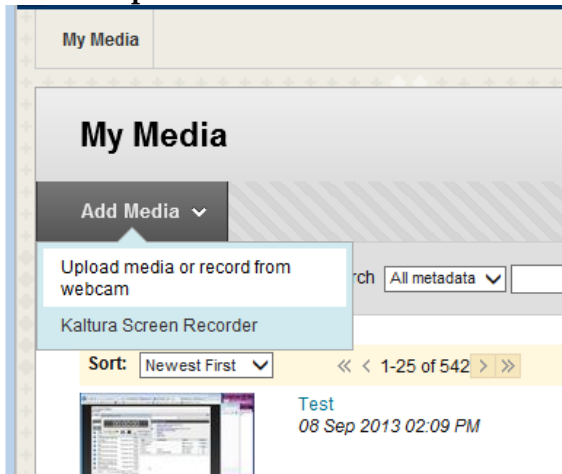 My Media
My Media
Add Media
Upload media or record from
webcam
rch All metadata
Kaltura Screen Recorder
Sort: Newest First « < 1-25 of 542 > »
Test
08 Sep 2013 02:09 PM